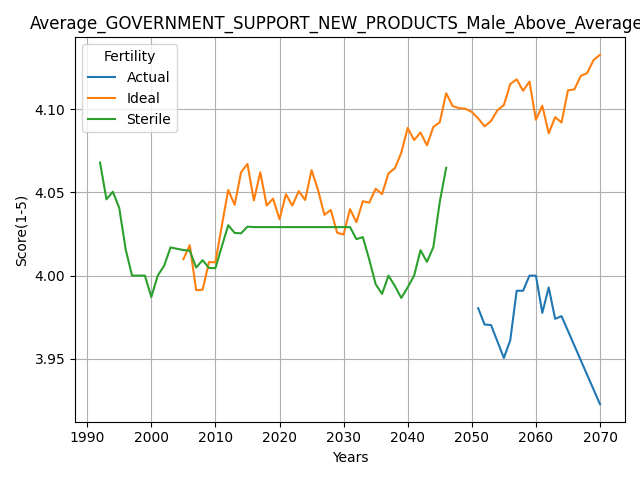 Average_GOVERNMENT_SUPPORT_NEW_PRODUCTS_Male_Above_Average
Fertility
Actual
Ideal
Sterile
Score(1-5)
4.10
4.05
4.00
3.95
1990 2000 2010 2020 2030 2040 2050 2060 2070
Years